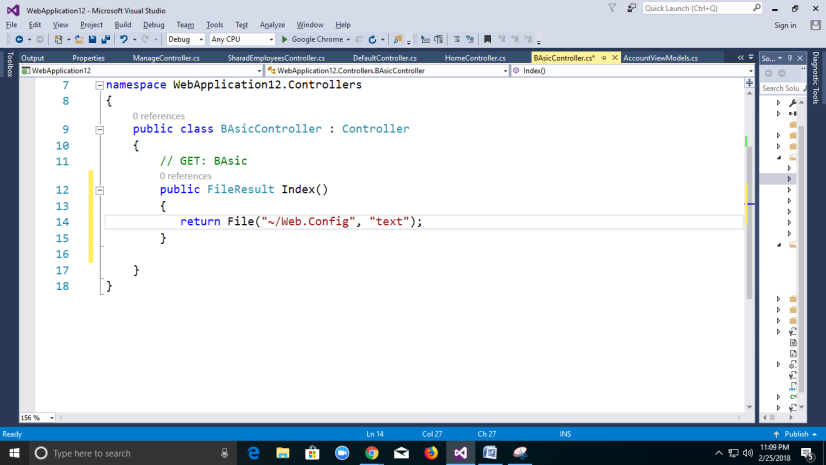 WebApplication12 - Microsoft Visual Studio
Quick Launch (Ctrl+Q)
File Edit View Project Build Debug Team Tools Test Analyze Window Help
Sign in
Debug Any CPU Google Chrome
Toolbox
Output Properties ManageController.cs SharadEmployeesController.cs DefaultController.cs HomeController.cs BAsicController.cs* AccountViewModels.cs
So...
Diagnostic Tools
WebApplication12 WebApplication12.Controllers.BAsicController Index()
Search Solu
7 namespace WebApplication12.Controllers
8 {
0 references
9 public class BAsicController : Controller
10 {
11 // GET: BAsic
0 references
12 public FileResult Index()
13 {
14 return File("~/Web.Config", "text");
15 }
16
17 }
18 }
156 %
Ready Ln 14 Col 27 Ch 27 INS Publish
Type here to search
11:09 PM
2/25/2018
5